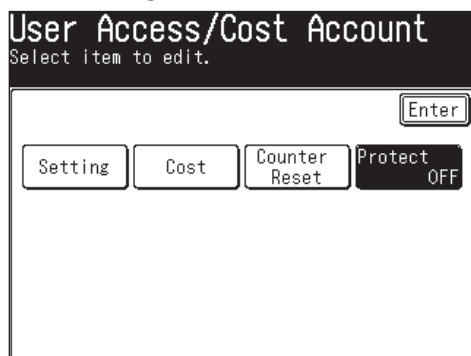 User Access/Cost Account
Select item to edit.
Enter
Setting
Cost
Counter
Reset
Protect
OFF